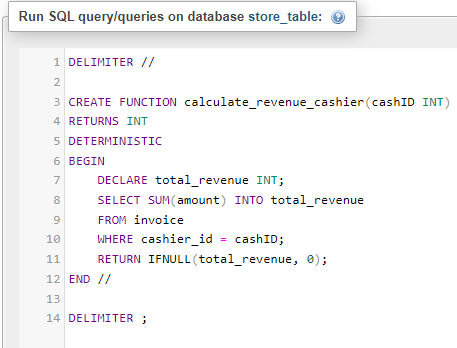 Run SQL query/queries on database store_table:
1 DELIMITER //
2
3 CREATE FUNCTION calculate_revenue_cashier(cashID INT)
4 RETURNS INT
5 DETERMINISTIC
6 BEGIN
7 DECLARE total_revenue INT;
8 SELECT SUM(amount) INTO total_revenue
9 FROM invoice
10 WHERE cashier_id = cashID;
11 RETURN IFNULL(total_revenue, 0);
12 END //
13
14 DELIMITER ;